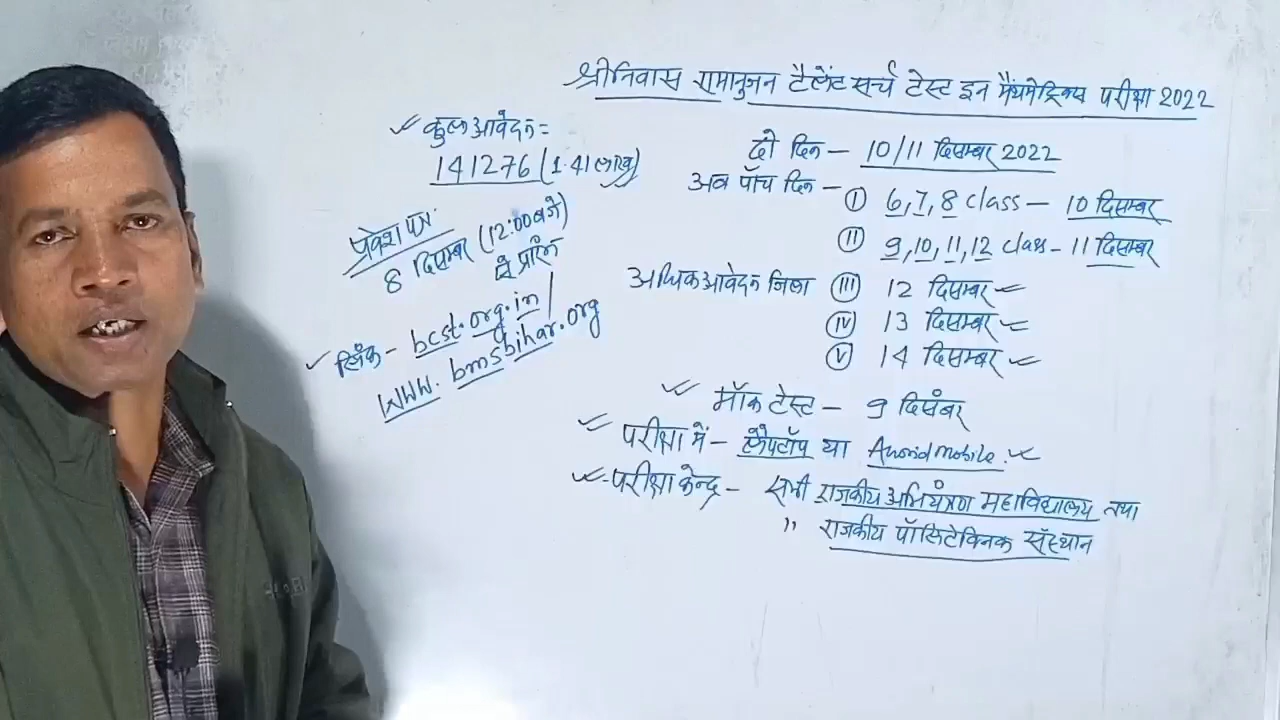 श्रीनिवास रामानुजन टैलेंट सर्च टेस्ट इन मैथमेट्रिक्स परीक्षा 2022
कुल आवेदन =
141276 (1.41 लाख)
प्रवेश पत्र
8 दिसम्बर (12:00 बजे)
से प्रारंभ
लिंक - bcst.org.in/
www.bmsbihar.org
दो दिन - 10/11 दिसम्बर 2022
अब पाँच दिन - I 6,7,8 class - 10 दिसम्बर
II 9,10,11,12 class - 11 दिसम्बर
अधिक आवेदन जिला III 12 दिसम्बर
IV 13 दिसम्बर
V 14 दिसम्बर
मॉक टेस्ट - 9 दिसंबर
परीक्षा में - लैपटॉप या Anorid mobile
परीक्षा केन्द्र - सभी राजकीय अभियंत्रण महाविद्यालय तथा
" राजकीय पॉलिटेक्निक संस्थान